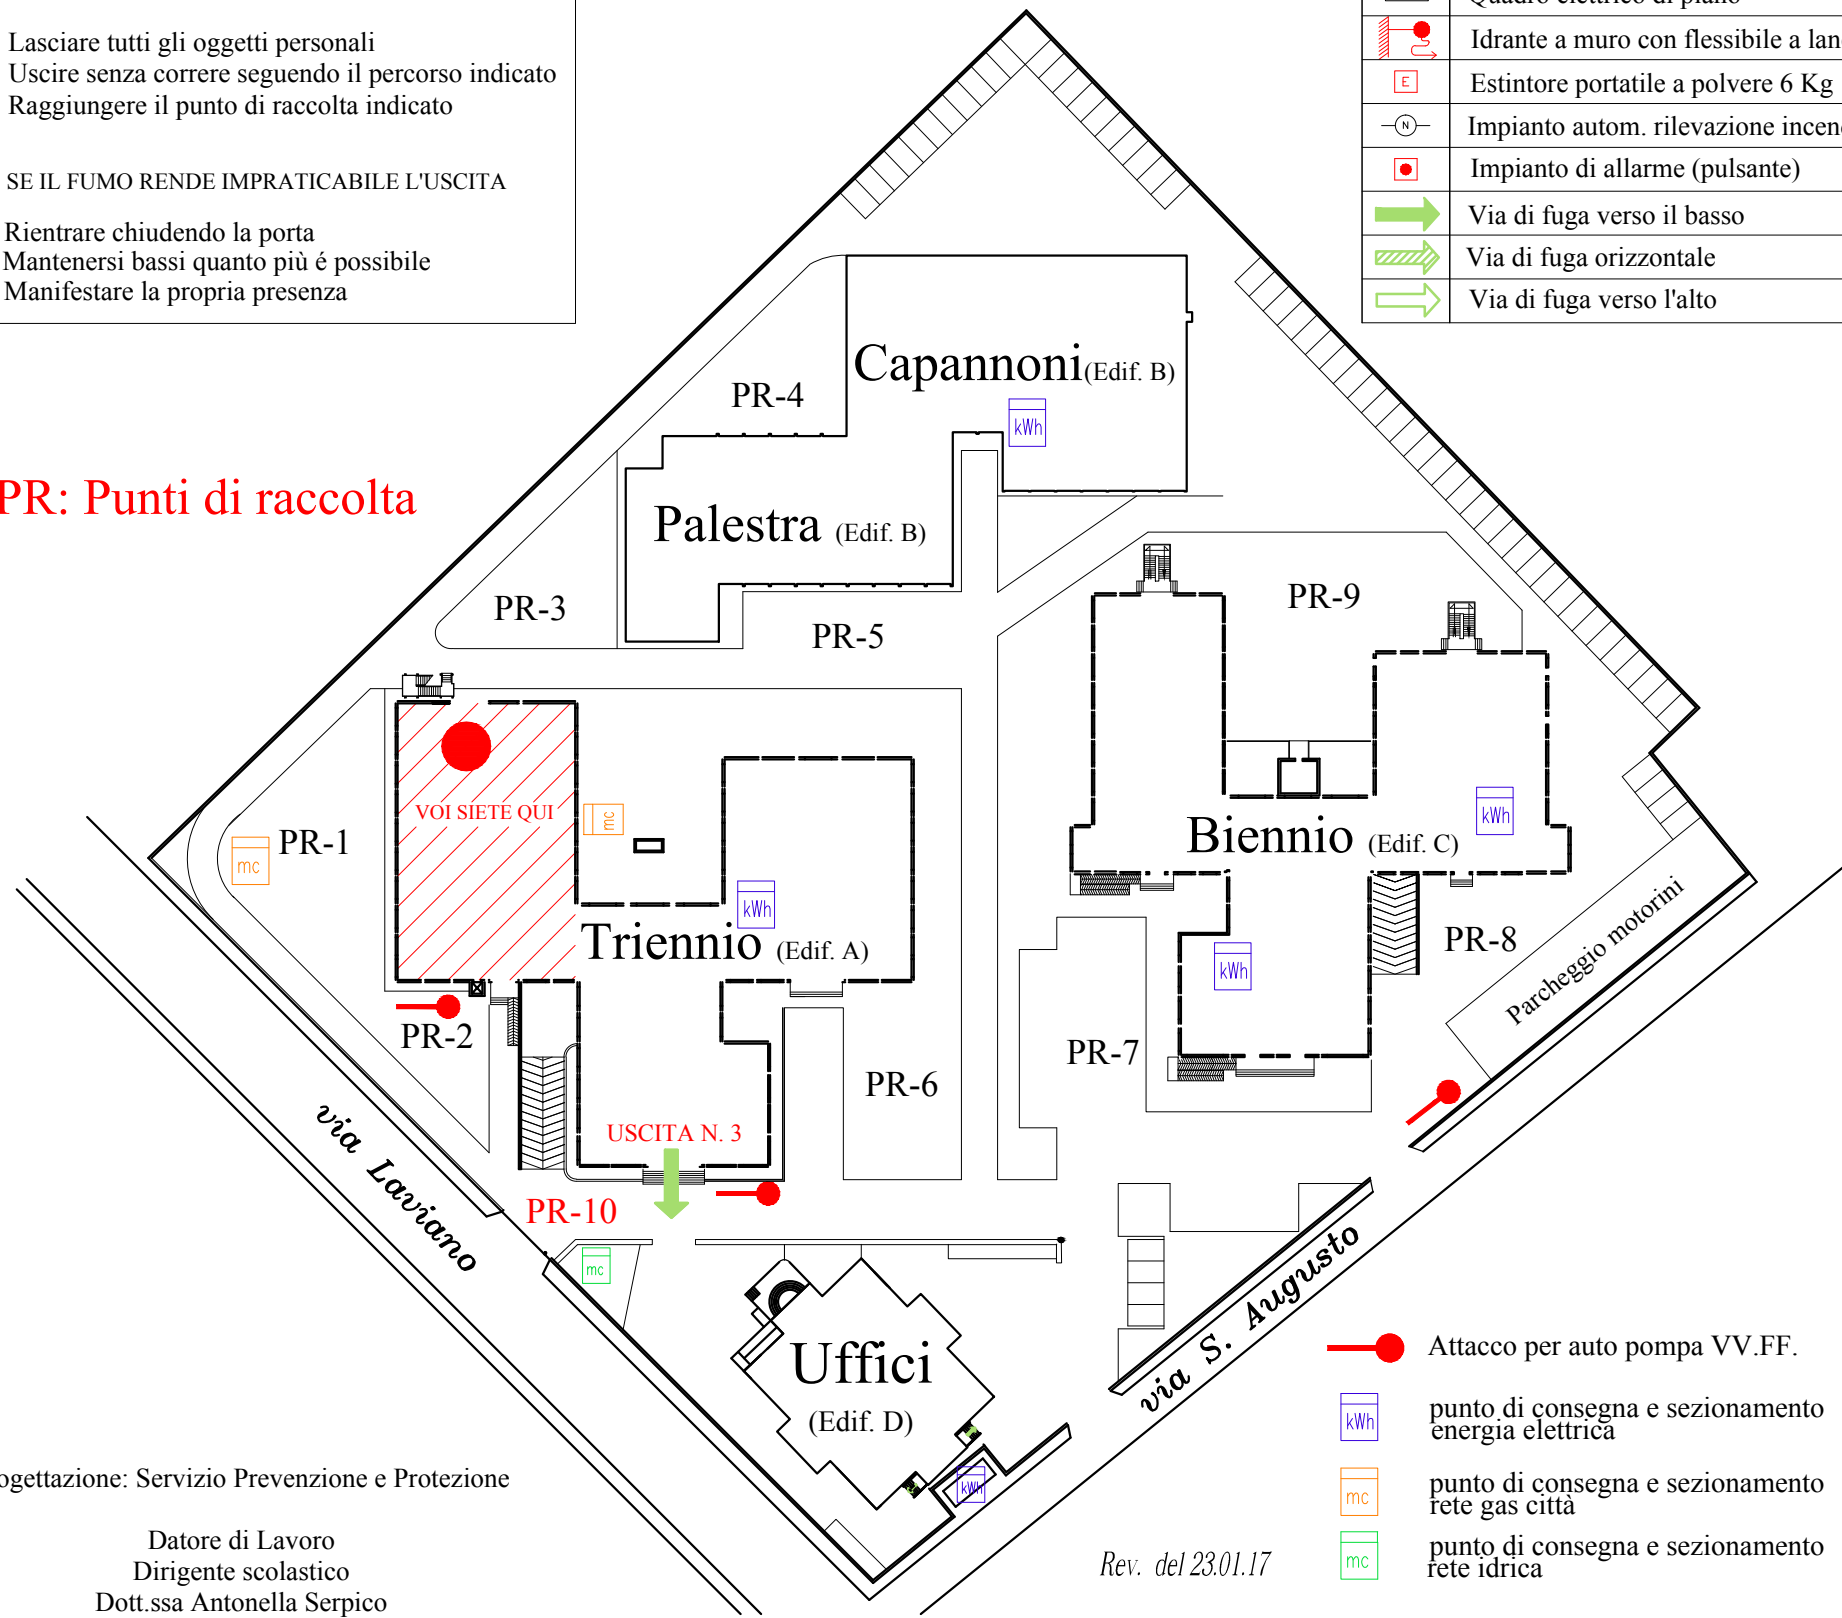 Lasciare tutti gli oggetti personali
Uscire senza correre seguendo il percorso indicato
Raggiungere il punto di raccolta indicato
SE IL FUMO RENDE IMPRATICABILE L'USCITA
Rientrare chiudendo la porta
Mantenersi bassi quanto più é possibile
Manifestare la propria presenza
Quadro elettrico di piano
Idrante a muro con flessibile a lan
E Estintore portatile a polvere 6 Kg
N Impianto autom. rilevazione incen
Impianto di allarme (pulsante)
Via di fuga verso il basso
Via di fuga orizzontale
Via di fuga verso l'alto
PR: Punti di raccolta
Capannoni (Edif. B)
kWh
PR-4
Palestra (Edif. B)
PR-3
PR-5
PR-9
VOI SIETE QUI
mc
PR-1
mc
kWh
Triennio (Edif. A)
kWh
Biennio (Edif. C)
kWh
PR-8
Parcheggio motorini
PR-2
PR-6
PR-7
USCITA N. 3
PR-10
mc
via Laviano
via S. Augusto
Uffici
(Edif. D)
kWh
Attacco per auto pompa VV.FF.
kWh punto di consegna e sezionamento
energia elettrica
mc punto di consegna e sezionamento
rete gas città
mc punto di consegna e sezionamento
rete idrica
ogettazione: Servizio Prevenzione e Protezione
Datore di Lavoro
Dirigente scolastico
Dott.ssa Antonella Serpico
Rev. del 23.01.17